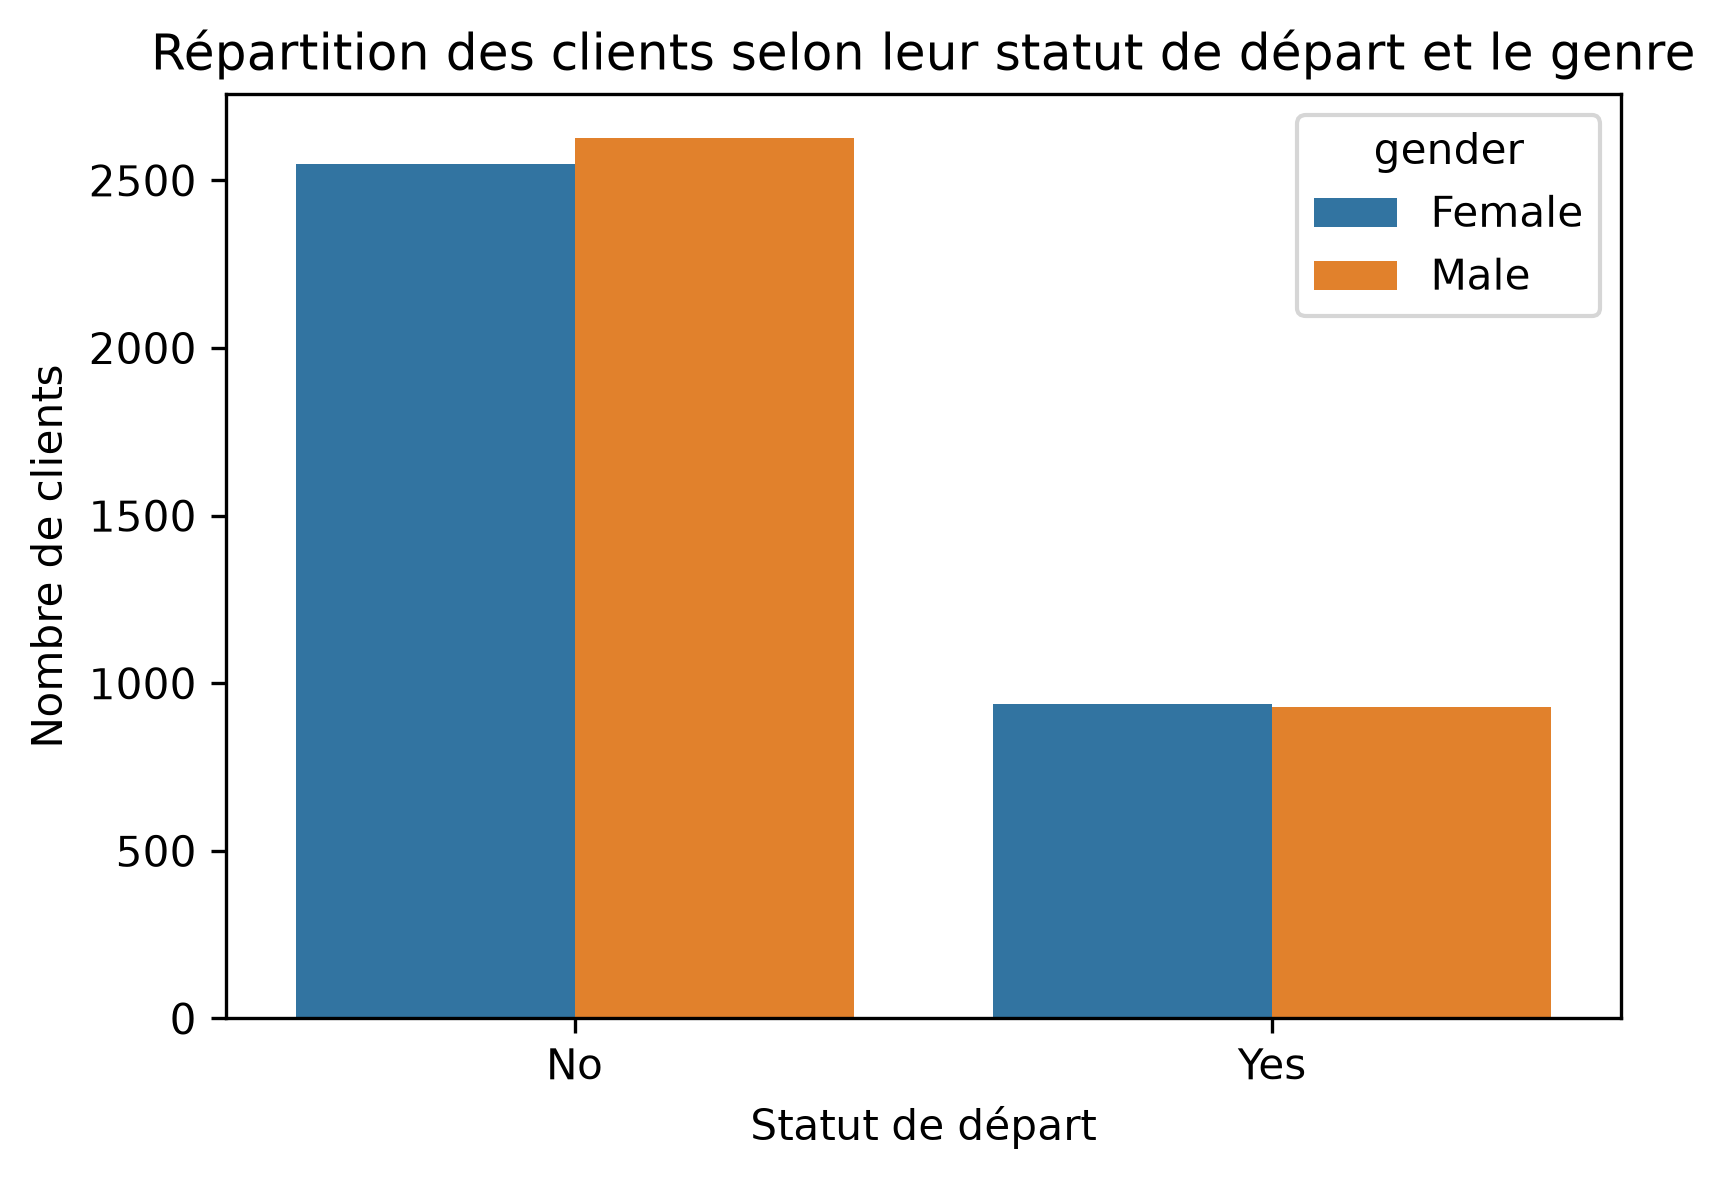 Répartition des clients selon leur statut de départ et le genre
gender
Female
Male
Nombre de clients
2500
2000
1500
1000
500
0
No
Yes
Statut de départ